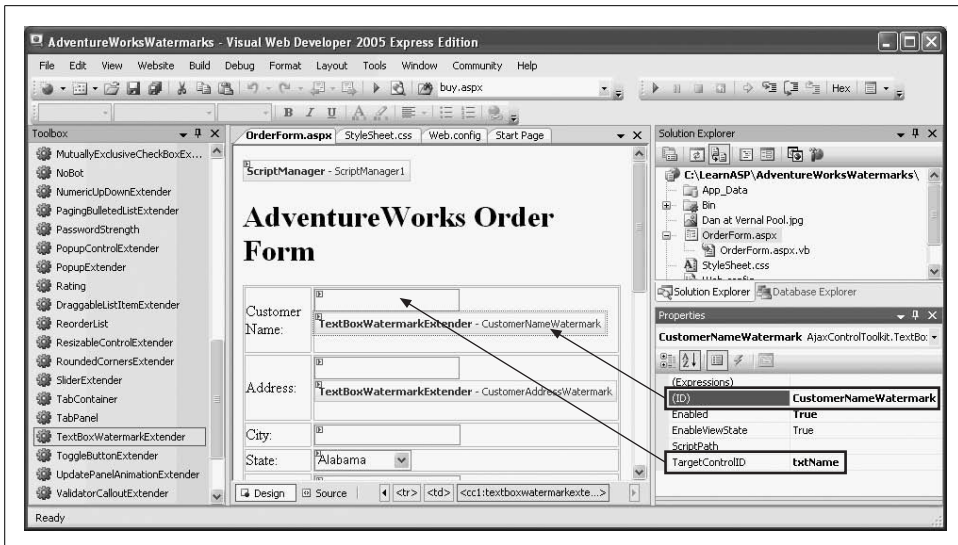 AdventureWorksWatermarks - Visual Web Developer 2005 Express Edition
File Edit View Website Build Debug Format Layout Tools Window Community Help
buy.aspx
Hex
B I U A
Toolbox
MutuallyExclusiveCheckBoxEx...
NoBot
NumericUpDownExtender
PagingBulletedListExtender
PasswordStrength
PopupControlExtender
PopupExtender
Rating
DraggableListItemExtender
ReorderList
ResizableControlExtender
RoundedCornersExtender
SliderExtender
TabContainer
TabPanel
TextBoxWatermarkExtender
ToggleButtonExtender
UpdatePanelAnimationExtender
ValidatorCalloutExtender
OrderForm.aspx StyleSheet.css Web.config Start Page
ScriptManager - ScriptManager1
AdventureWorks Order
Form
Customer
Name:
TextBoxWatermarkExtender - CustomerNameWatermark
Address:
TextBoxWatermarkExtender - CustomerAddressWatermark
City:
State:
Alabama
Design Source <tr> <td> <cc1:textboxwatermarkexte...>
Solution Explorer
C:\LearnASP\AdventureWorksWatermarks\
App_Data
Bin
Dan at Vernal Pool.jpg
OrderForm.aspx
OrderForm.aspx.vb
StyleSheet.css
Web.config
Solution Explorer Database Explorer
Properties
CustomerNameWatermark AjaxControlToolkit.TextBo
(Expressions)
(ID) CustomerNameWatermark
Enabled True
EnableViewState True
ScriptPath
TargetControlID txtName
Ready